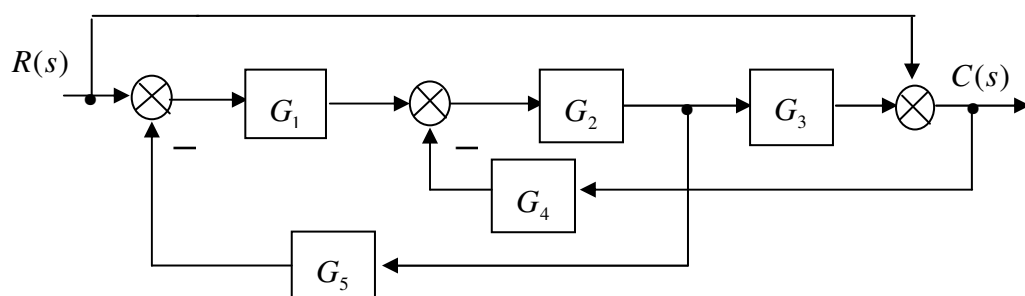 R(s)
C(s)
G₁
G₂
G₃
−
−
G₄
G₅